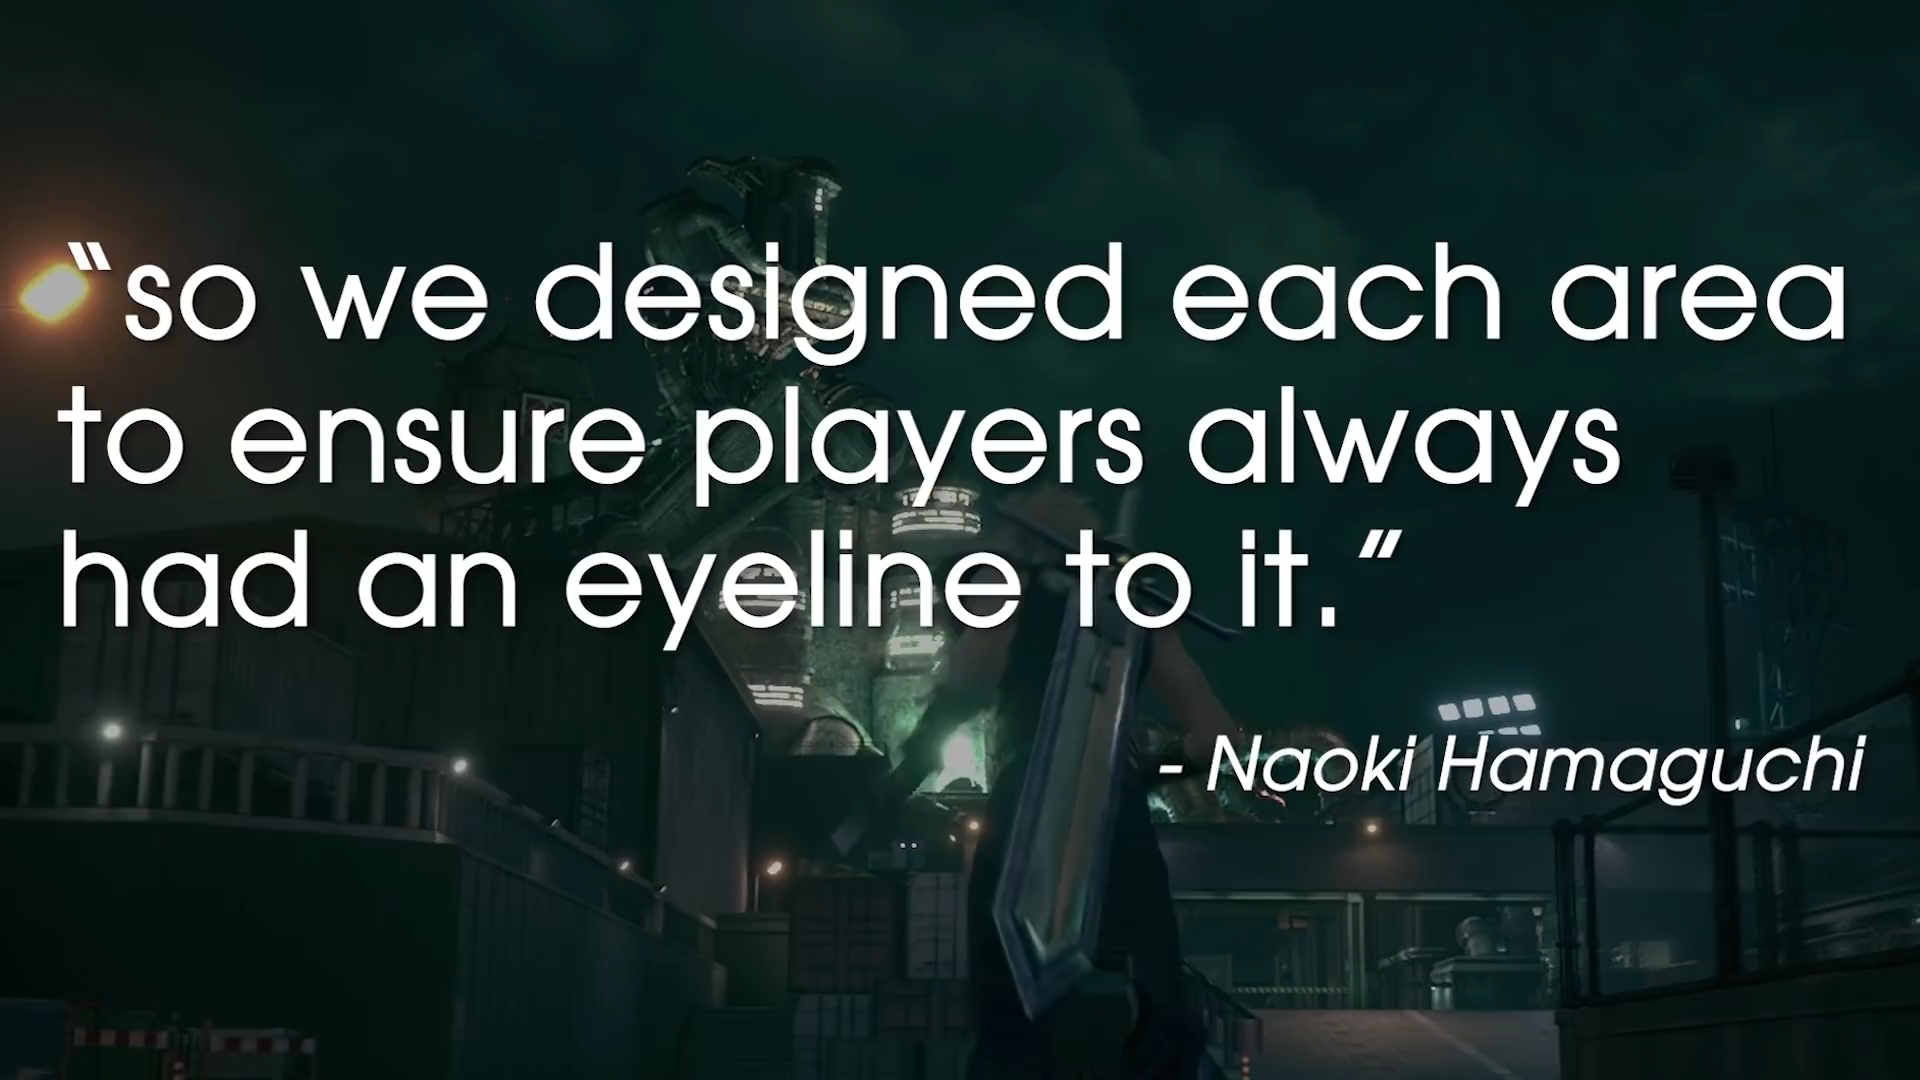 “so we designed each area
to ensure players always
had an eyeline to it.”
- Naoki Hamaguchi